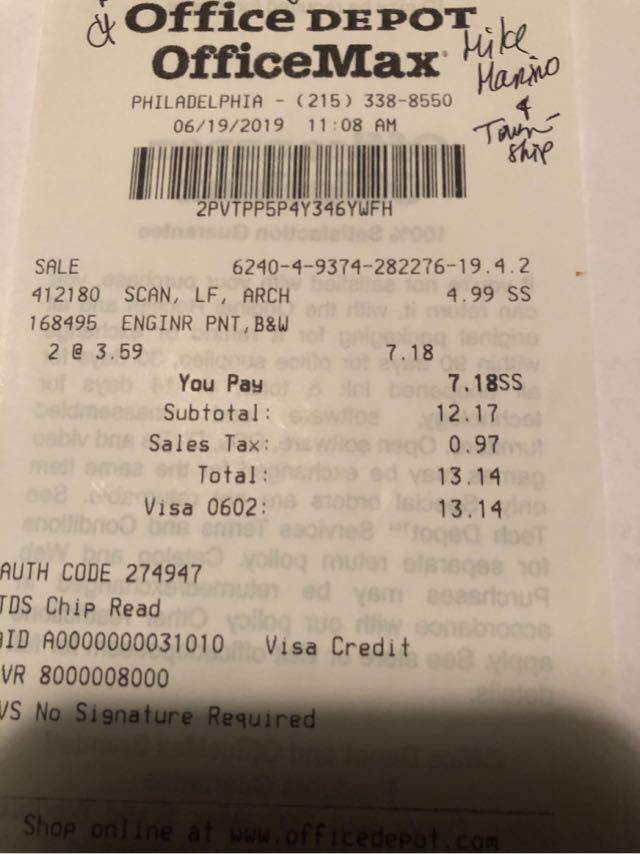 &
Office DEPOT
OfficeMax
Mike
Marino
&
Town-
ship
PHILADELPHIA - (215) 338-8550
06/19/2019 11:08 AM
2PVTPP5P4Y346YWFH
SALE 6240-4-9374-282276-19.4.2
412180 SCAN, LF, ARCH 4.99 SS
168495 ENGINR PNT,B&W
2 @ 3.59 7.18
You Pay 7.18SS
Subtotal: 12.17
Sales Tax: 0.97
Total: 13.14
Visa 0602: 13.14
AUTH CODE 274947
TDS Chip Read
AID A0000000031010 Visa Credit
VR 8000008000
VS No Signature Required
Shop online at www.officedepot.com